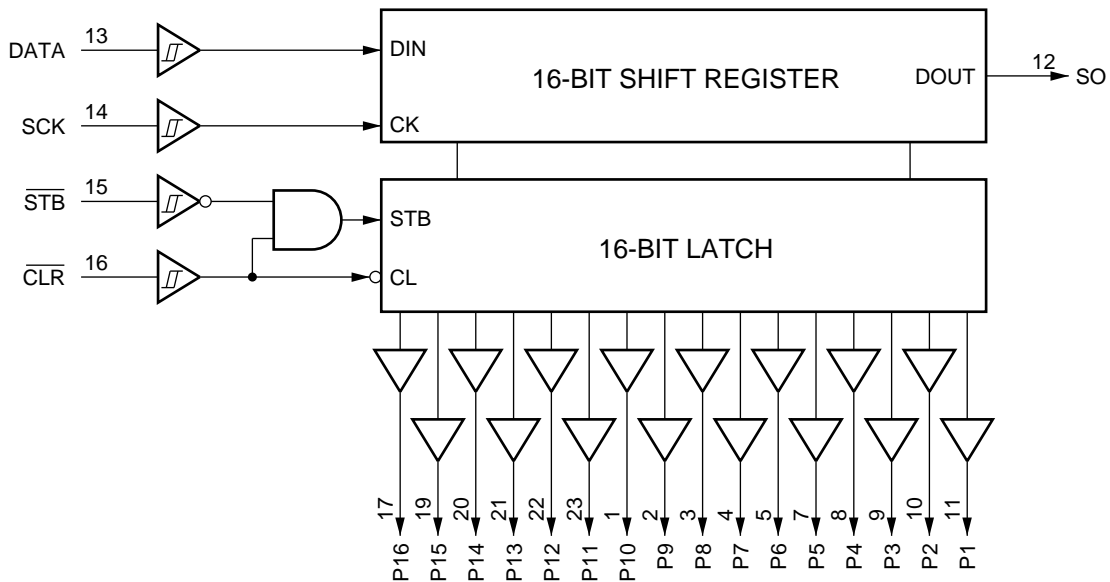 DATA 13 DIN 16-BIT SHIFT REGISTER DOUT 12 SO
SCK 14 CK
S̅T̅B̅ 15 STB 16-BIT LATCH
C̅L̅R̅ 16 CL
17 19 20 21 22 23 1 2 3 4 5 7 8 9 10 11
P16 P15 P14 P13 P12 P11 P10 P9 P8 P7 P6 P5 P4 P3 P2 P1